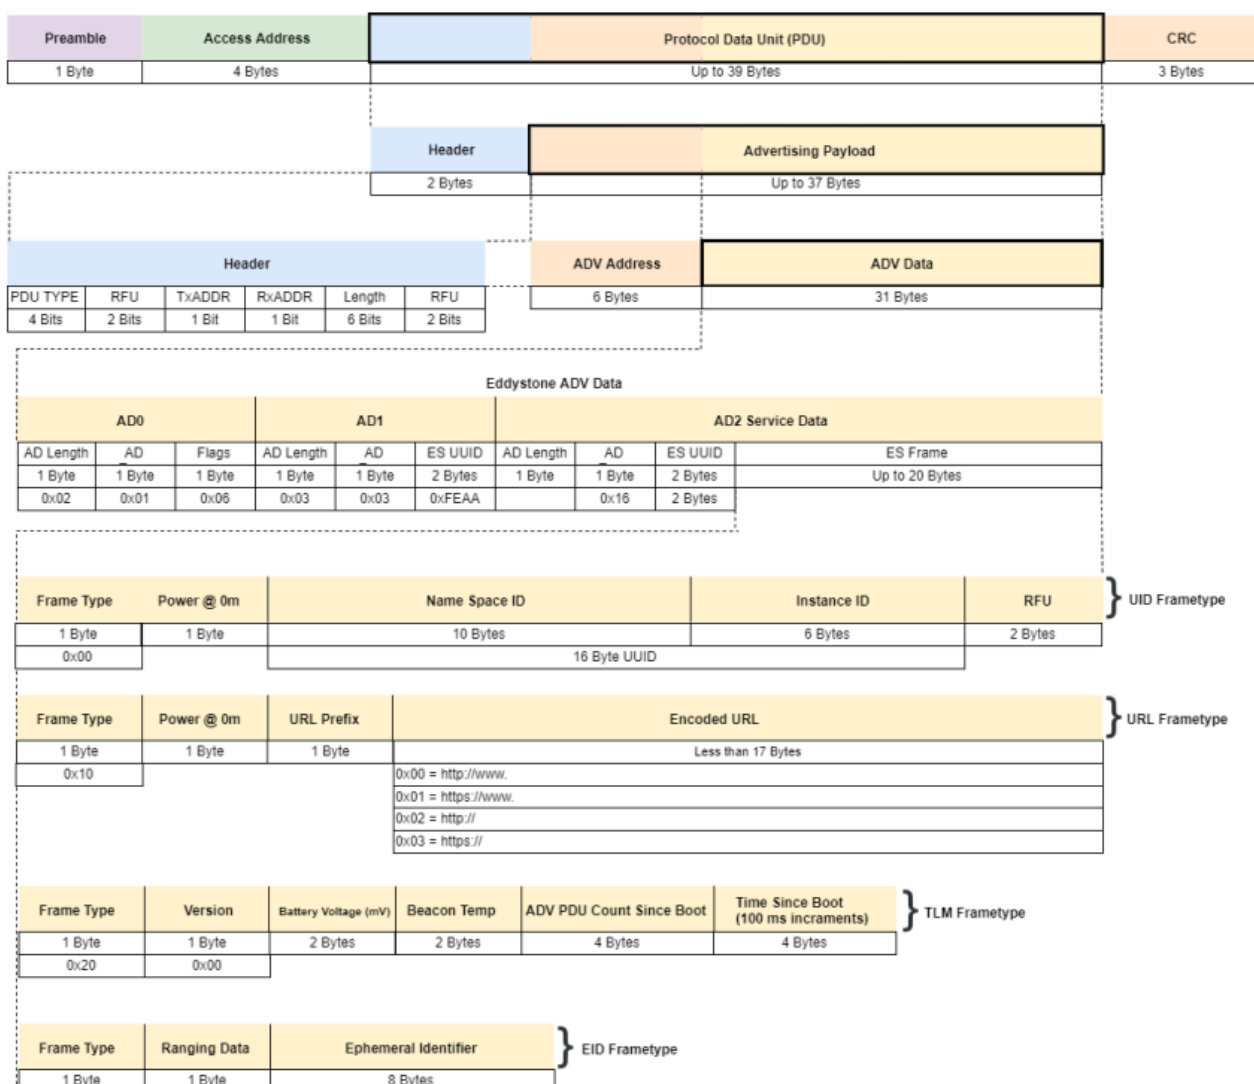 Preamble Access Address Protocol Data Unit (PDU) CRC
1 Byte 4 Bytes Up to 39 Bytes 3 Bytes
Header Advertising Payload
2 Bytes Up to 37 Bytes
Header ADV Address ADV Data
PDU TYPE RFU TxADDR RxADDR Length RFU 6 Bytes 31 Bytes
4 Bits 2 Bits 1 Bit 1 Bit 6 Bits 2 Bits
Eddystone ADV Data
AD0 AD1 AD2 Service Data
AD Length AD_ Flags AD Length AD_ ES UUID AD Length AD_ ES UUID ES Frame
1 Byte 1 Byte 1 Byte 1 Byte 1 Byte 2 Bytes 1 Byte 1 Byte 2 Bytes Up to 20 Bytes
0x02 0x01 0x06 0x03 0x03 0xFEAA 0x16 2 Bytes
Frame Type Power @ 0m Name Space ID Instance ID RFU } UID Frametype
1 Byte 1 Byte 10 Bytes 6 Bytes 2 Bytes
0x00 16 Byte UUID
Frame Type Power @ 0m URL Prefix Encoded URL } URL Frametype
1 Byte 1 Byte 1 Byte Less than 17 Bytes
0x10 0x00 = http://www.
0x01 = https://www.
0x02 = http://
0x03 = https://
Frame Type Version Battery Voltage (mV) Beacon Temp ADV PDU Count Since Boot Time Since Boot
(100 ms incraments) } TLM Frametype
1 Byte 1 Byte 2 Bytes 2 Bytes 4 Bytes 4 Bytes
0x20 0x00
Frame Type Ranging Data Ephemeral Identifier } EID Frametype
1 Byte 1 Byte 8 Bytes